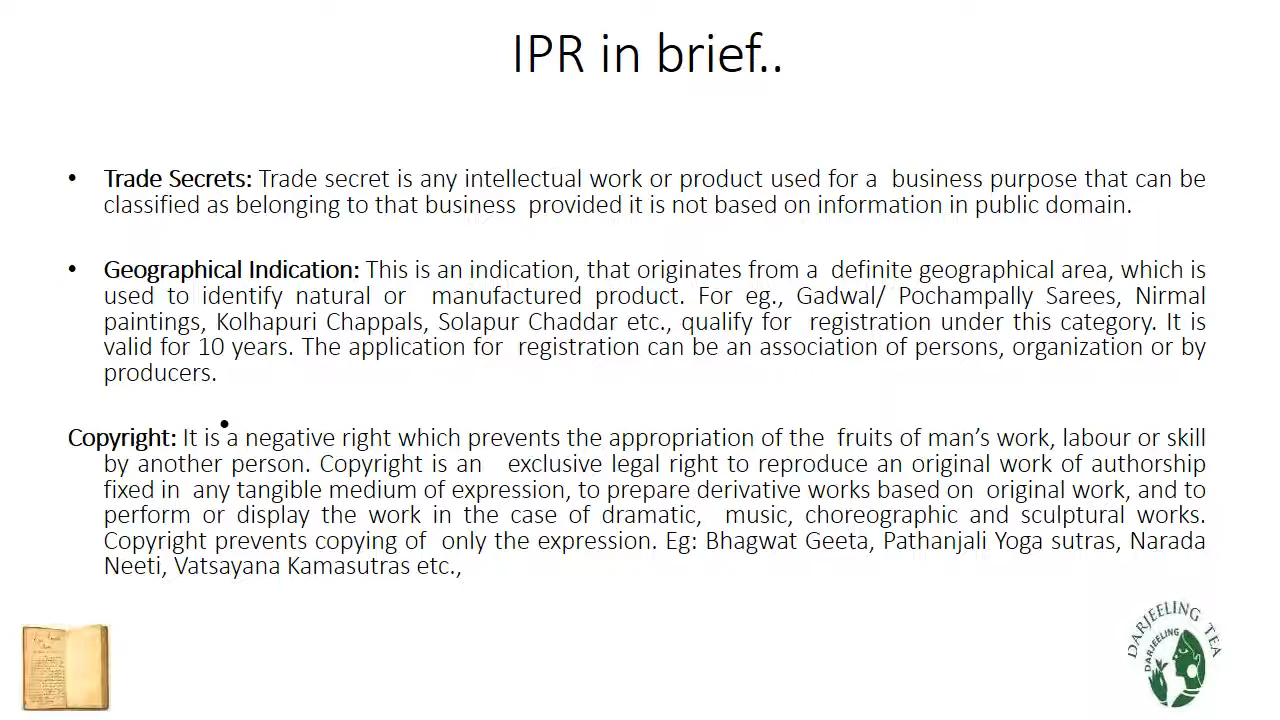 IPR in brief..
• Trade Secrets: Trade secret is any intellectual work or product used for a business purpose that can be
classified as belonging to that business provided it is not based on information in public domain.
• Geographical Indication: This is an indication, that originates from a definite geographical area, which is
used to identify natural or manufactured product. For eg., Gadwal/ Pochampally Sarees, Nirmal
paintings, Kolhapuri Chappals, Solapur Chaddar etc., qualify for registration under this category. It is
valid for 10 years. The application for registration can be an association of persons, organization or by
producers.
Copyright: It is a negative right which prevents the appropriation of the fruits of man’s work, labour or skill
by another person. Copyright is an exclusive legal right to reproduce an original work of authorship
fixed in any tangible medium of expression, to prepare derivative works based on original work, and to
perform or display the work in the case of dramatic, music, choreographic and sculptural works.
Copyright prevents copying of only the expression. Eg: Bhagwat Geeta, Pathanjali Yoga sutras, Narada
Neeti, Vatsayana Kamasutras etc.,
DARJEELING TEA
DARJEELING